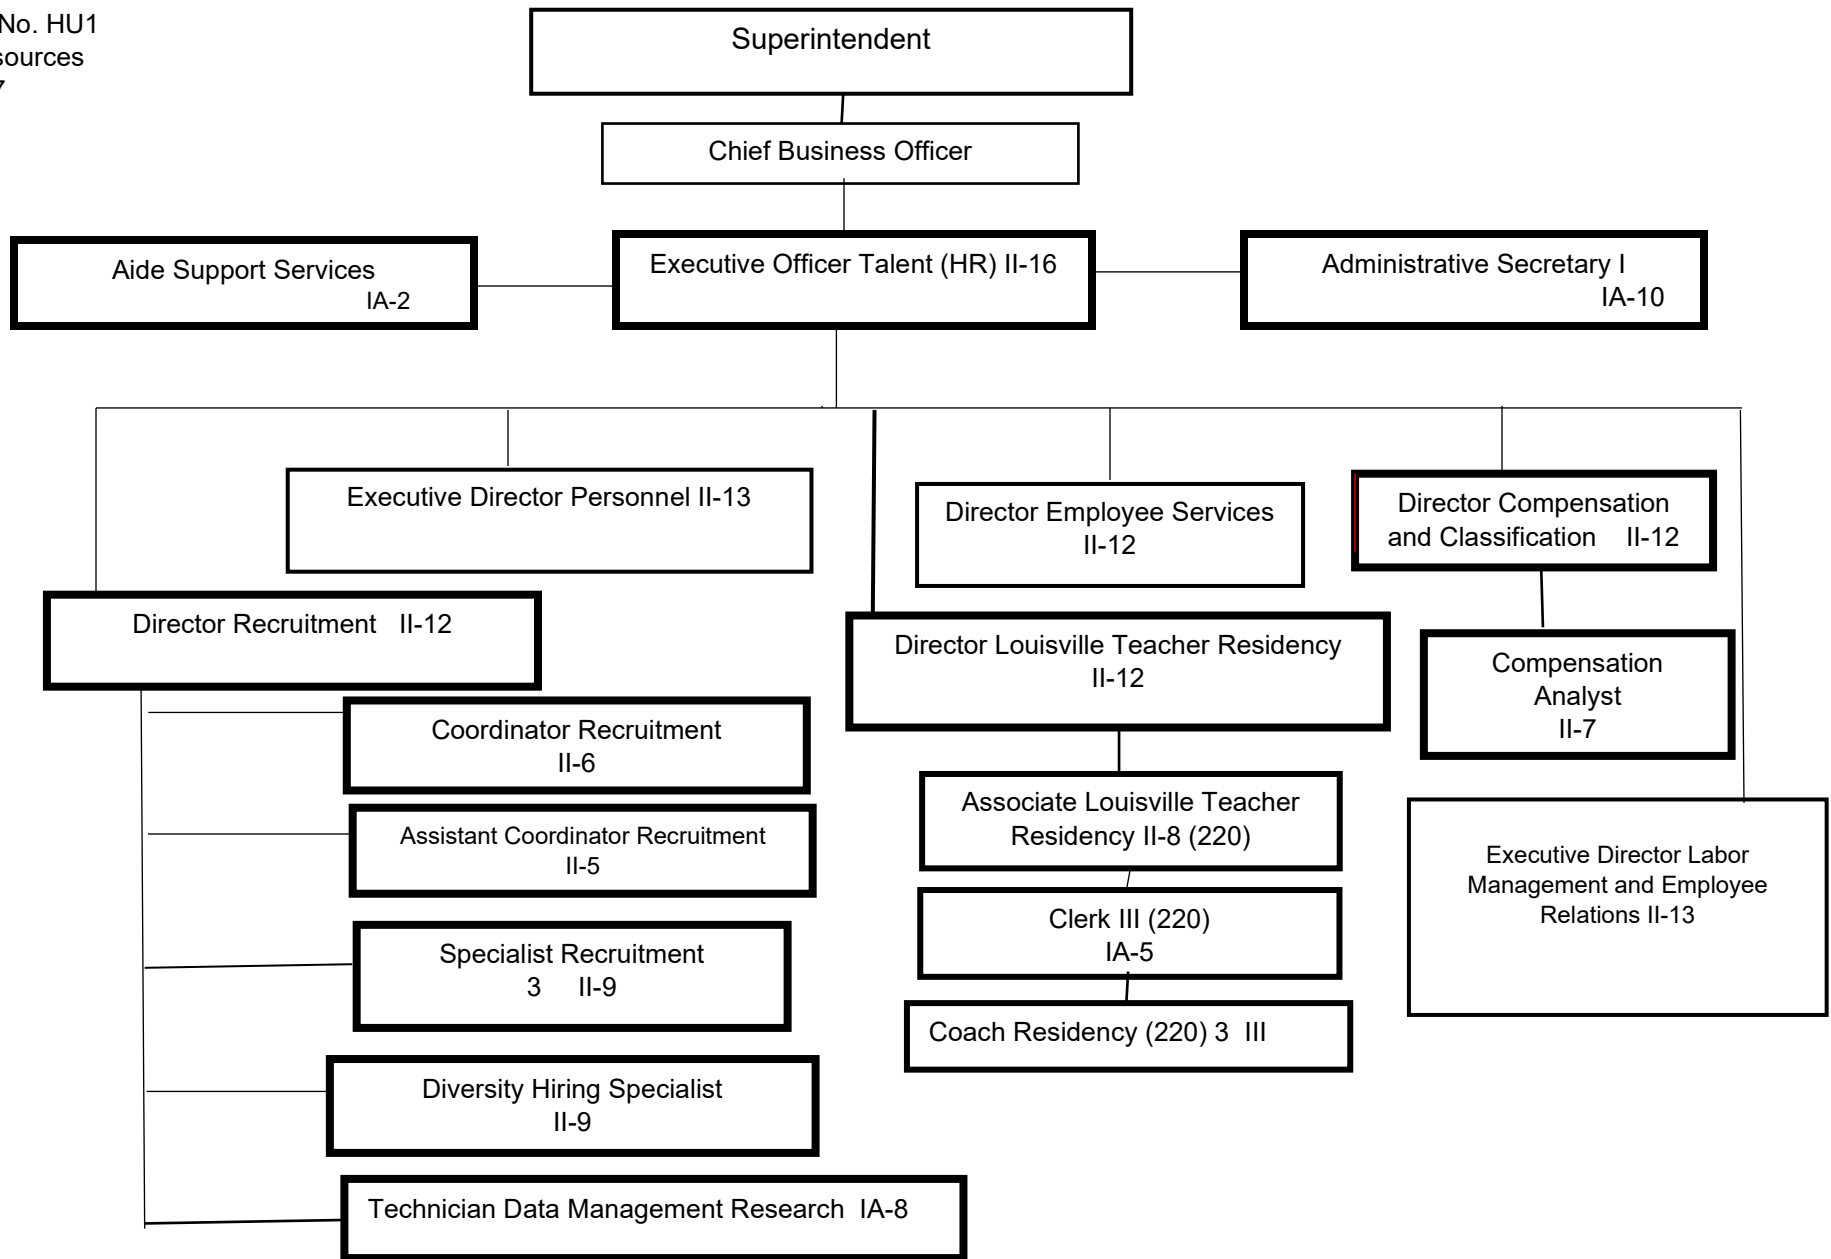 No. HU1
Superintendent
Chief Business Officer
Aide Support Services
IA-2
Executive Officer Talent (HR) II-16
Administrative Secretary I
IA-10
Executive Director Personnel II-13
Director Employee Services
II-12
Director Compensation
and Classification II-12
Director Recruitment II-12
Director Louisville Teacher Residency
II-12
Compensation
Analyst
II-7
Coordinator Recruitment
II-6
Assistant Coordinator Recruitment
II-5
Specialist Recruitment
3 II-9
Diversity Hiring Specialist
II-9
Technician Data Management Research IA-8
Associate Louisville Teacher
Residency II-8 (220)
Clerk III (220)
IA-5
Coach Residency (220) 3 III
Executive Director Labor
Management and Employee
Relations II-13